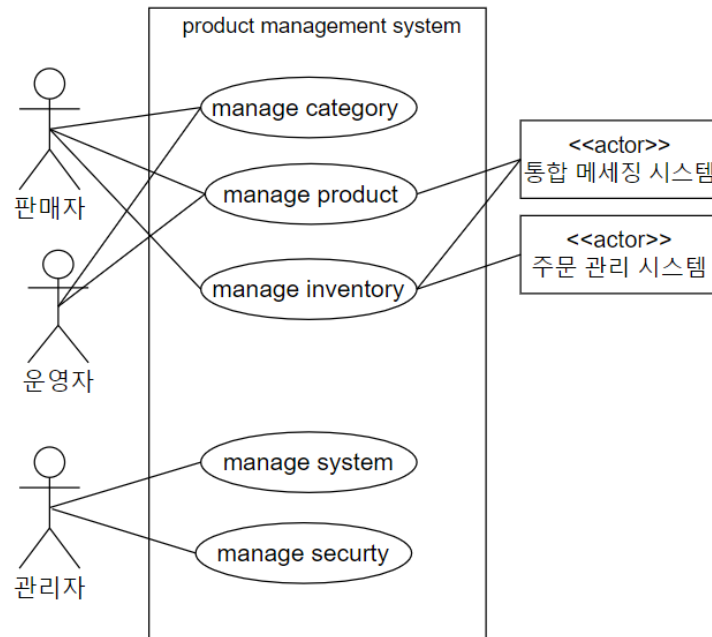 product management system
manage category
<<actor>>
통합 메세징 시스템
판매자
manage product
<<actor>>
주문 관리 시스템
manage inventory
운영자
manage system
manage securty
관리자